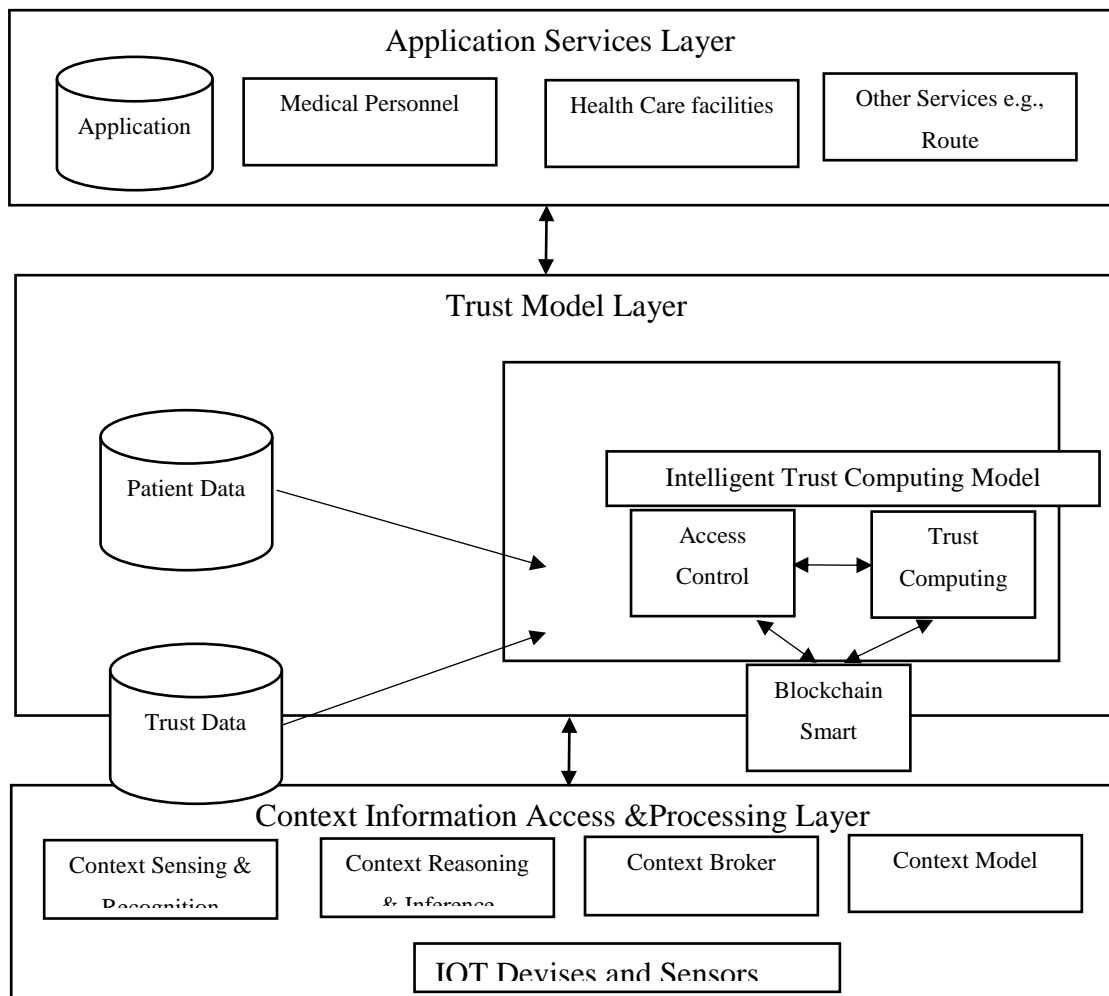 Application Services Layer
Application
Medical Personnel
Health Care facilities
Other Services e.g.,
Route
Trust Model Layer
Patient Data
Intelligent Trust Computing Model
Access
Control
Trust
Computing
Blockchain
Smart
Trust Data
Context Information Access &Processing Layer
Context Sensing &
Recognition
Context Reasoning
& Inference
Context Broker
Context Model
IOT Devises and Sensors